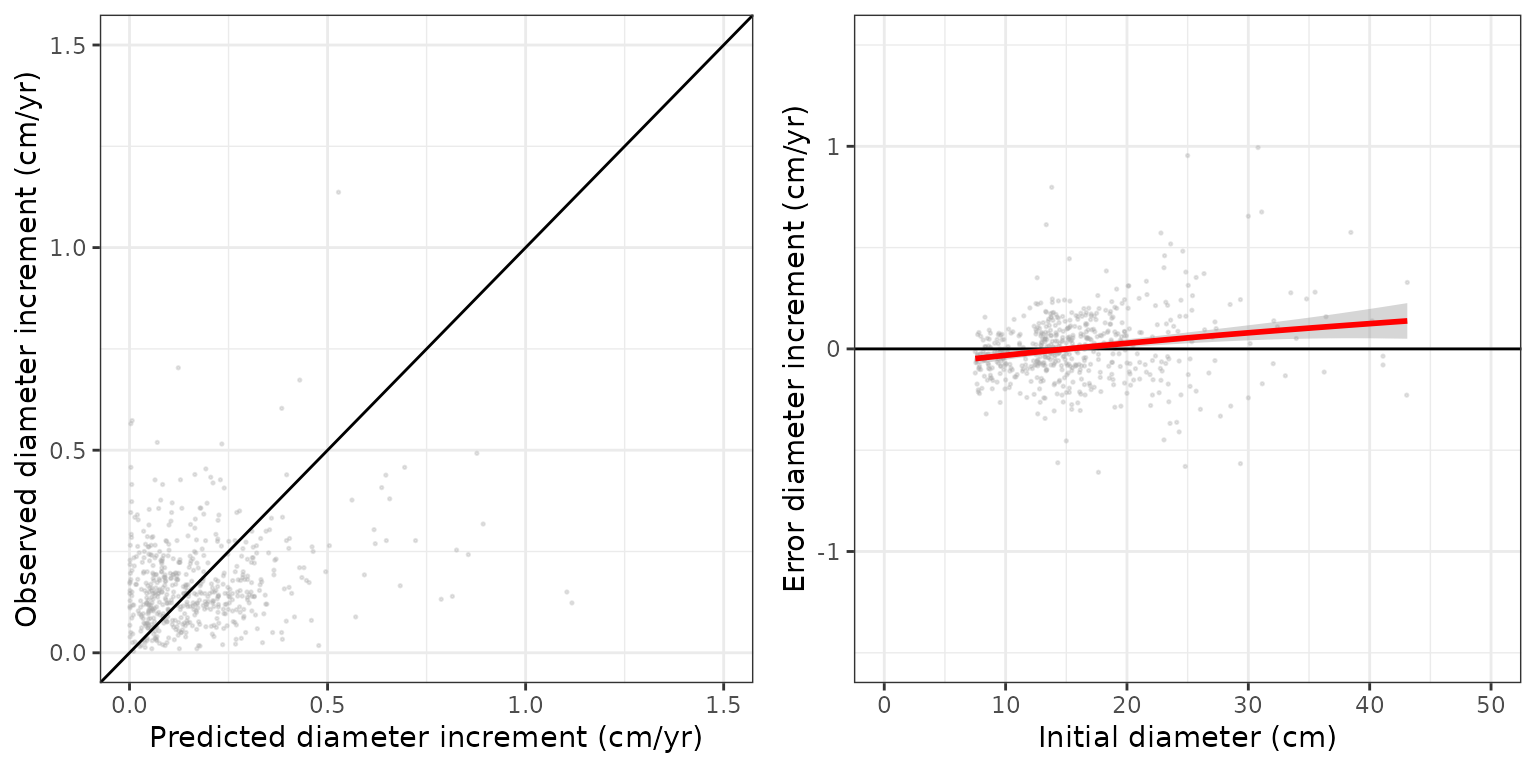 Observed diameter increment (cm/yr)
1.5
1.0
0.5
0.0
0.0 0.5 1.0 1.5
Predicted diameter increment (cm/yr)
Error diameter increment (cm/yr)
1
0
-1
0 10 20 30 40 50
Initial diameter (cm)